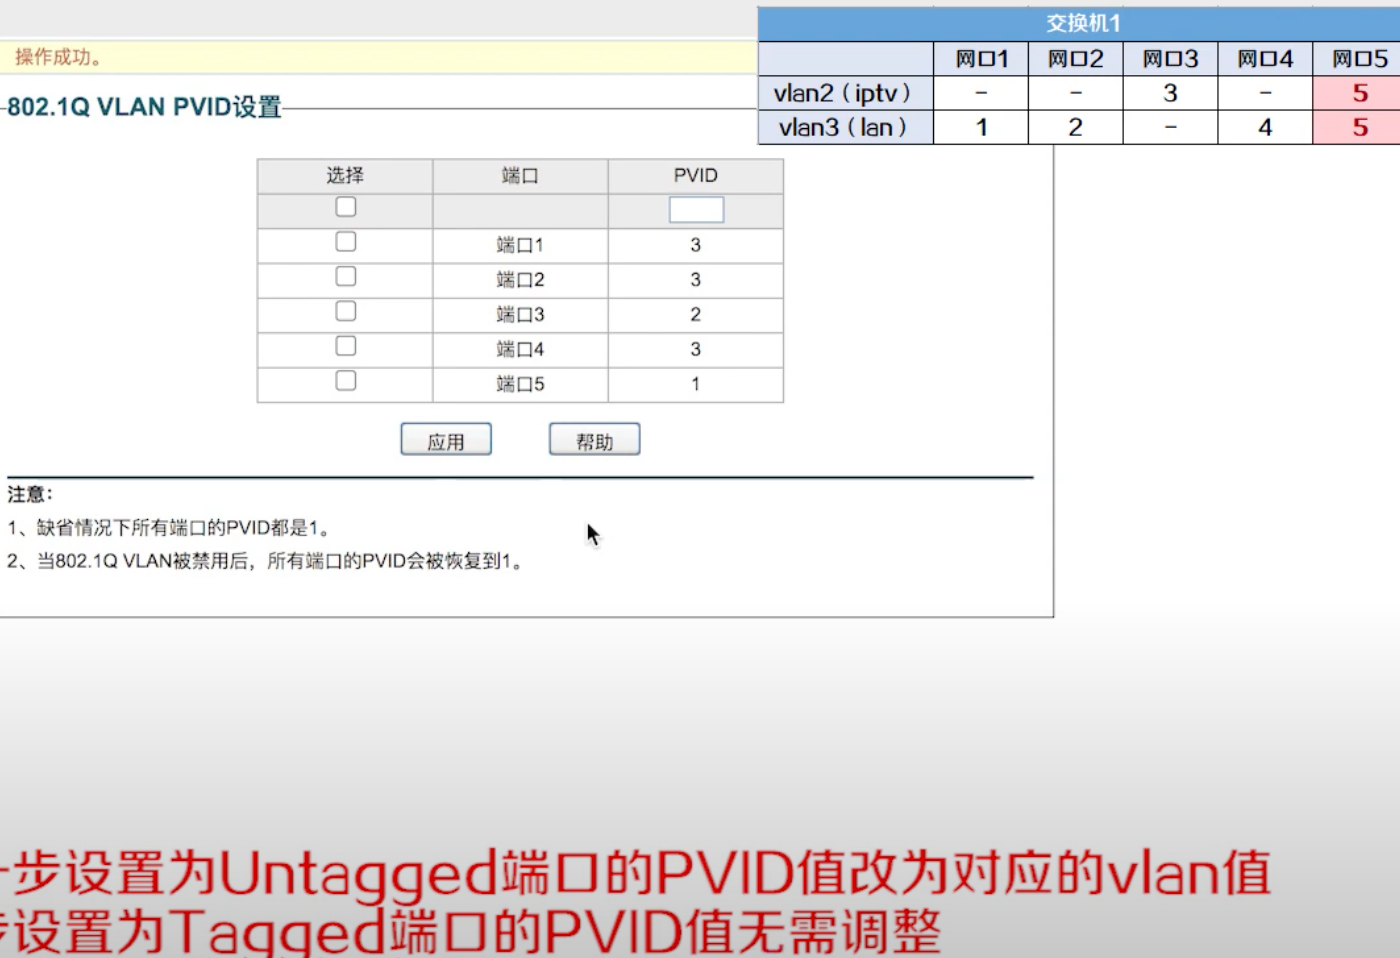 操作成功。
802.1Q VLAN PVID设置
交换机1
网口1 网口2 网口3 网口4 网口5
vlan2（iptv） - - 3 - 5
vlan3（lan） 1 2 - 4 5
选择 端口 PVID
端口1 3
端口2 3
端口3 2
端口4 3
端口5 1
应用 帮助
注意：
1、缺省情况下所有端口的PVID都是1。
2、当802.1Q VLAN被禁用后，所有端口的PVID会被恢复到1。
步设置为Untagged端口的PVID值改为对应的vlan值
设置为Tagged端口的PVID值无需调整